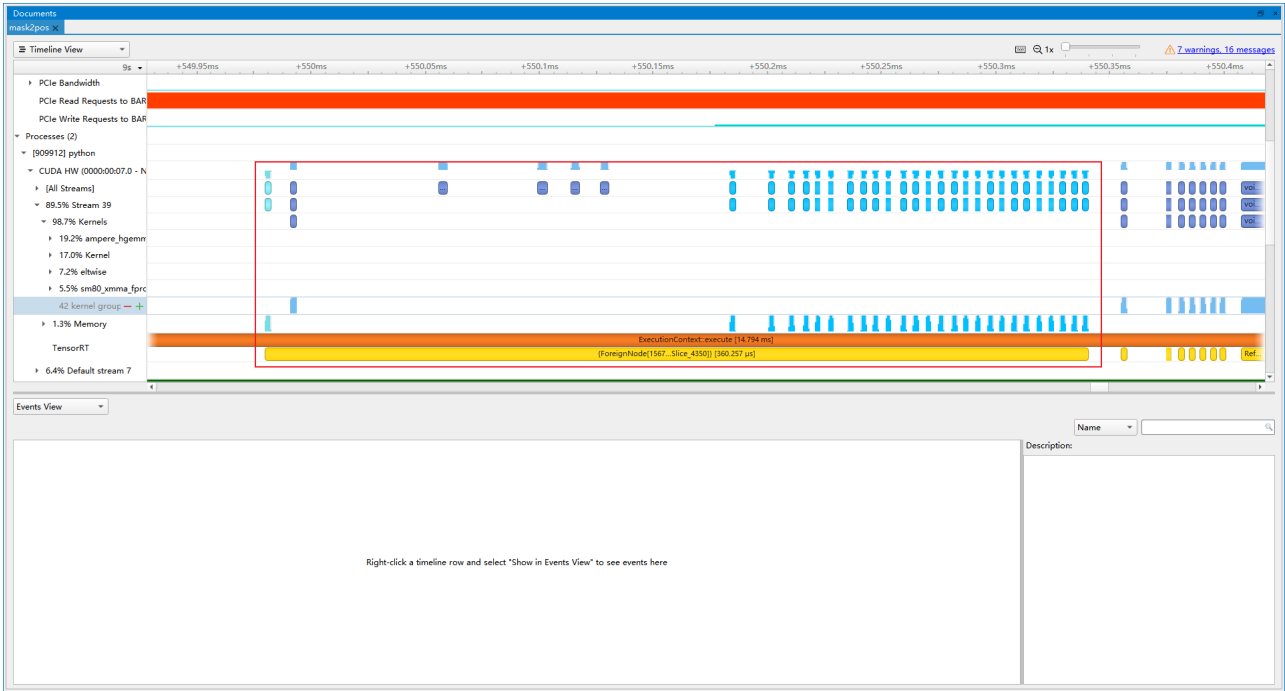 Documents
mask2pos x
Timeline View
1x
7 warnings, 16 messages
9s
+549.95ms +550ms +550.05ms +550.1ms +550.15ms +550.2ms +550.25ms +550.3ms +550.35ms +550.4ms
PCIe Bandwidth
PCIe Read Requests to BAR
PCIe Write Requests to BAR
Processes (2)
[909912] python
CUDA HW (0000:00:07.0 - N
[All Streams]
voi...
89.5% Stream 39
voi...
98.7% Kernels
voi...
19.2% ampere_hgemm
17.0% Kernel
7.2% eltwise
5.5% sm80_xmma_fprc
42 kernel group
1.3% Memory
ExecutionContext::execute [14.794 ms]
TensorRT
{ForeignNode[1567...Slice_4350]} [360.257 μs]
Ref...
6.4% Default stream 7
Events View
Name
Description:
Right-click a timeline row and select "Show in Events View" to see events here